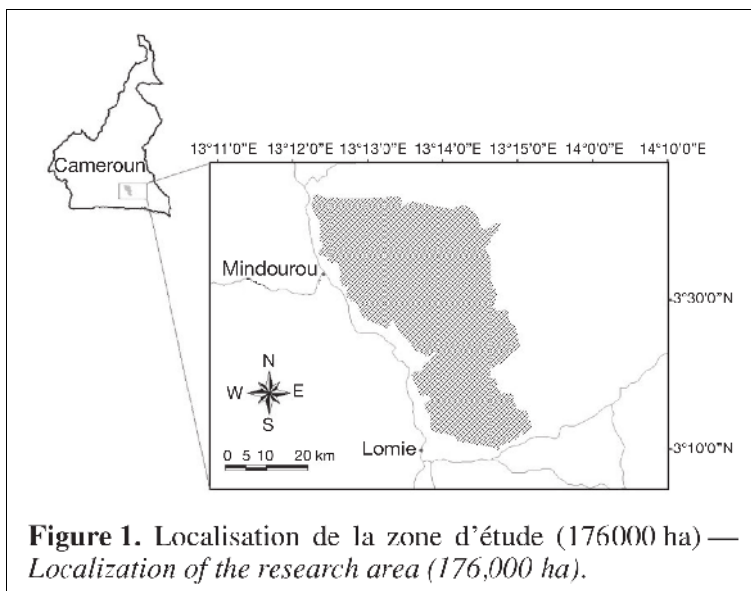 Cameroun
13°11'0"E 13°12'0"E 13°13'0"E 13°14'0"E 13°15'0"E 14°0'0"E 14°10'0"E
Mindourou
3°30'0"N
N
W E
S
0 5 10 20 km
Lomie
3°10'0"N
Figure 1. Localisation de la zone d'étude (176000 ha) —
Localization of the research area (176,000 ha).